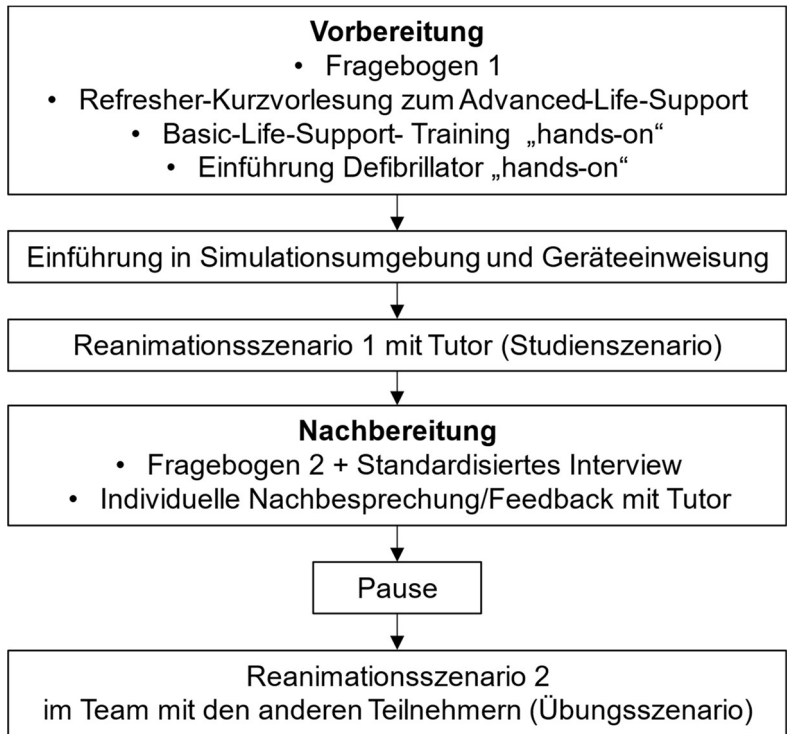 Vorbereitung
• Fragebogen 1
• Refresher-Kurzvorlesung zum Advanced-Life-Support
• Basic-Life-Support- Training „hands-on“
• Einführung Defibrillator „hands-on“
Einführung in Simulationsumgebung und Geräteeinweisung
Reanimationsszenario 1 mit Tutor (Studienszenario)
Nachbereitung
• Fragebogen 2 + Standardisiertes Interview
• Individuelle Nachbesprechung/Feedback mit Tutor
Pause
Reanimationsszenario 2
im Team mit den anderen Teilnehmern (Übungsszenario)